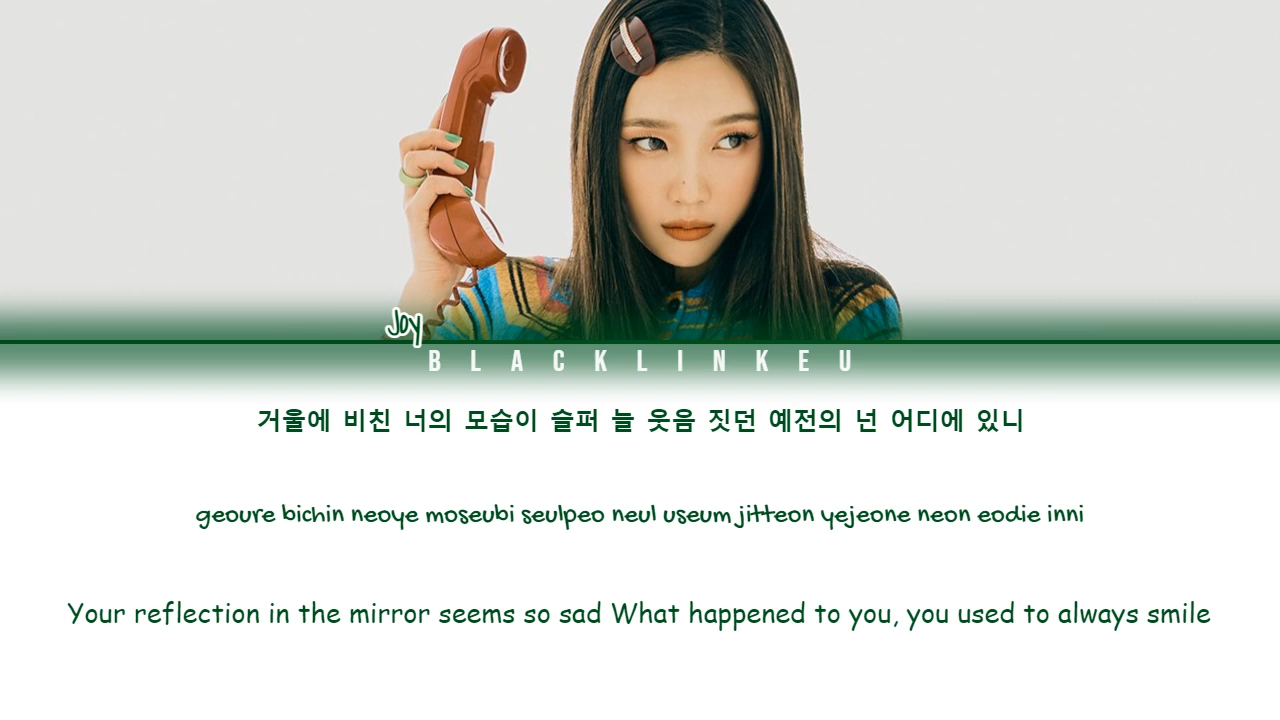 Joy
BLACKLINKEU
거울에 비친 너의 모습이 슬퍼 늘 웃음 짓던 예전의 넌 어디에 있니
geoure bichin neoye moseubi seulpeo neul useum jitteon yejeone neon eodie inni
Your reflection in the mirror seems so sad What happened to you, you used to always smile